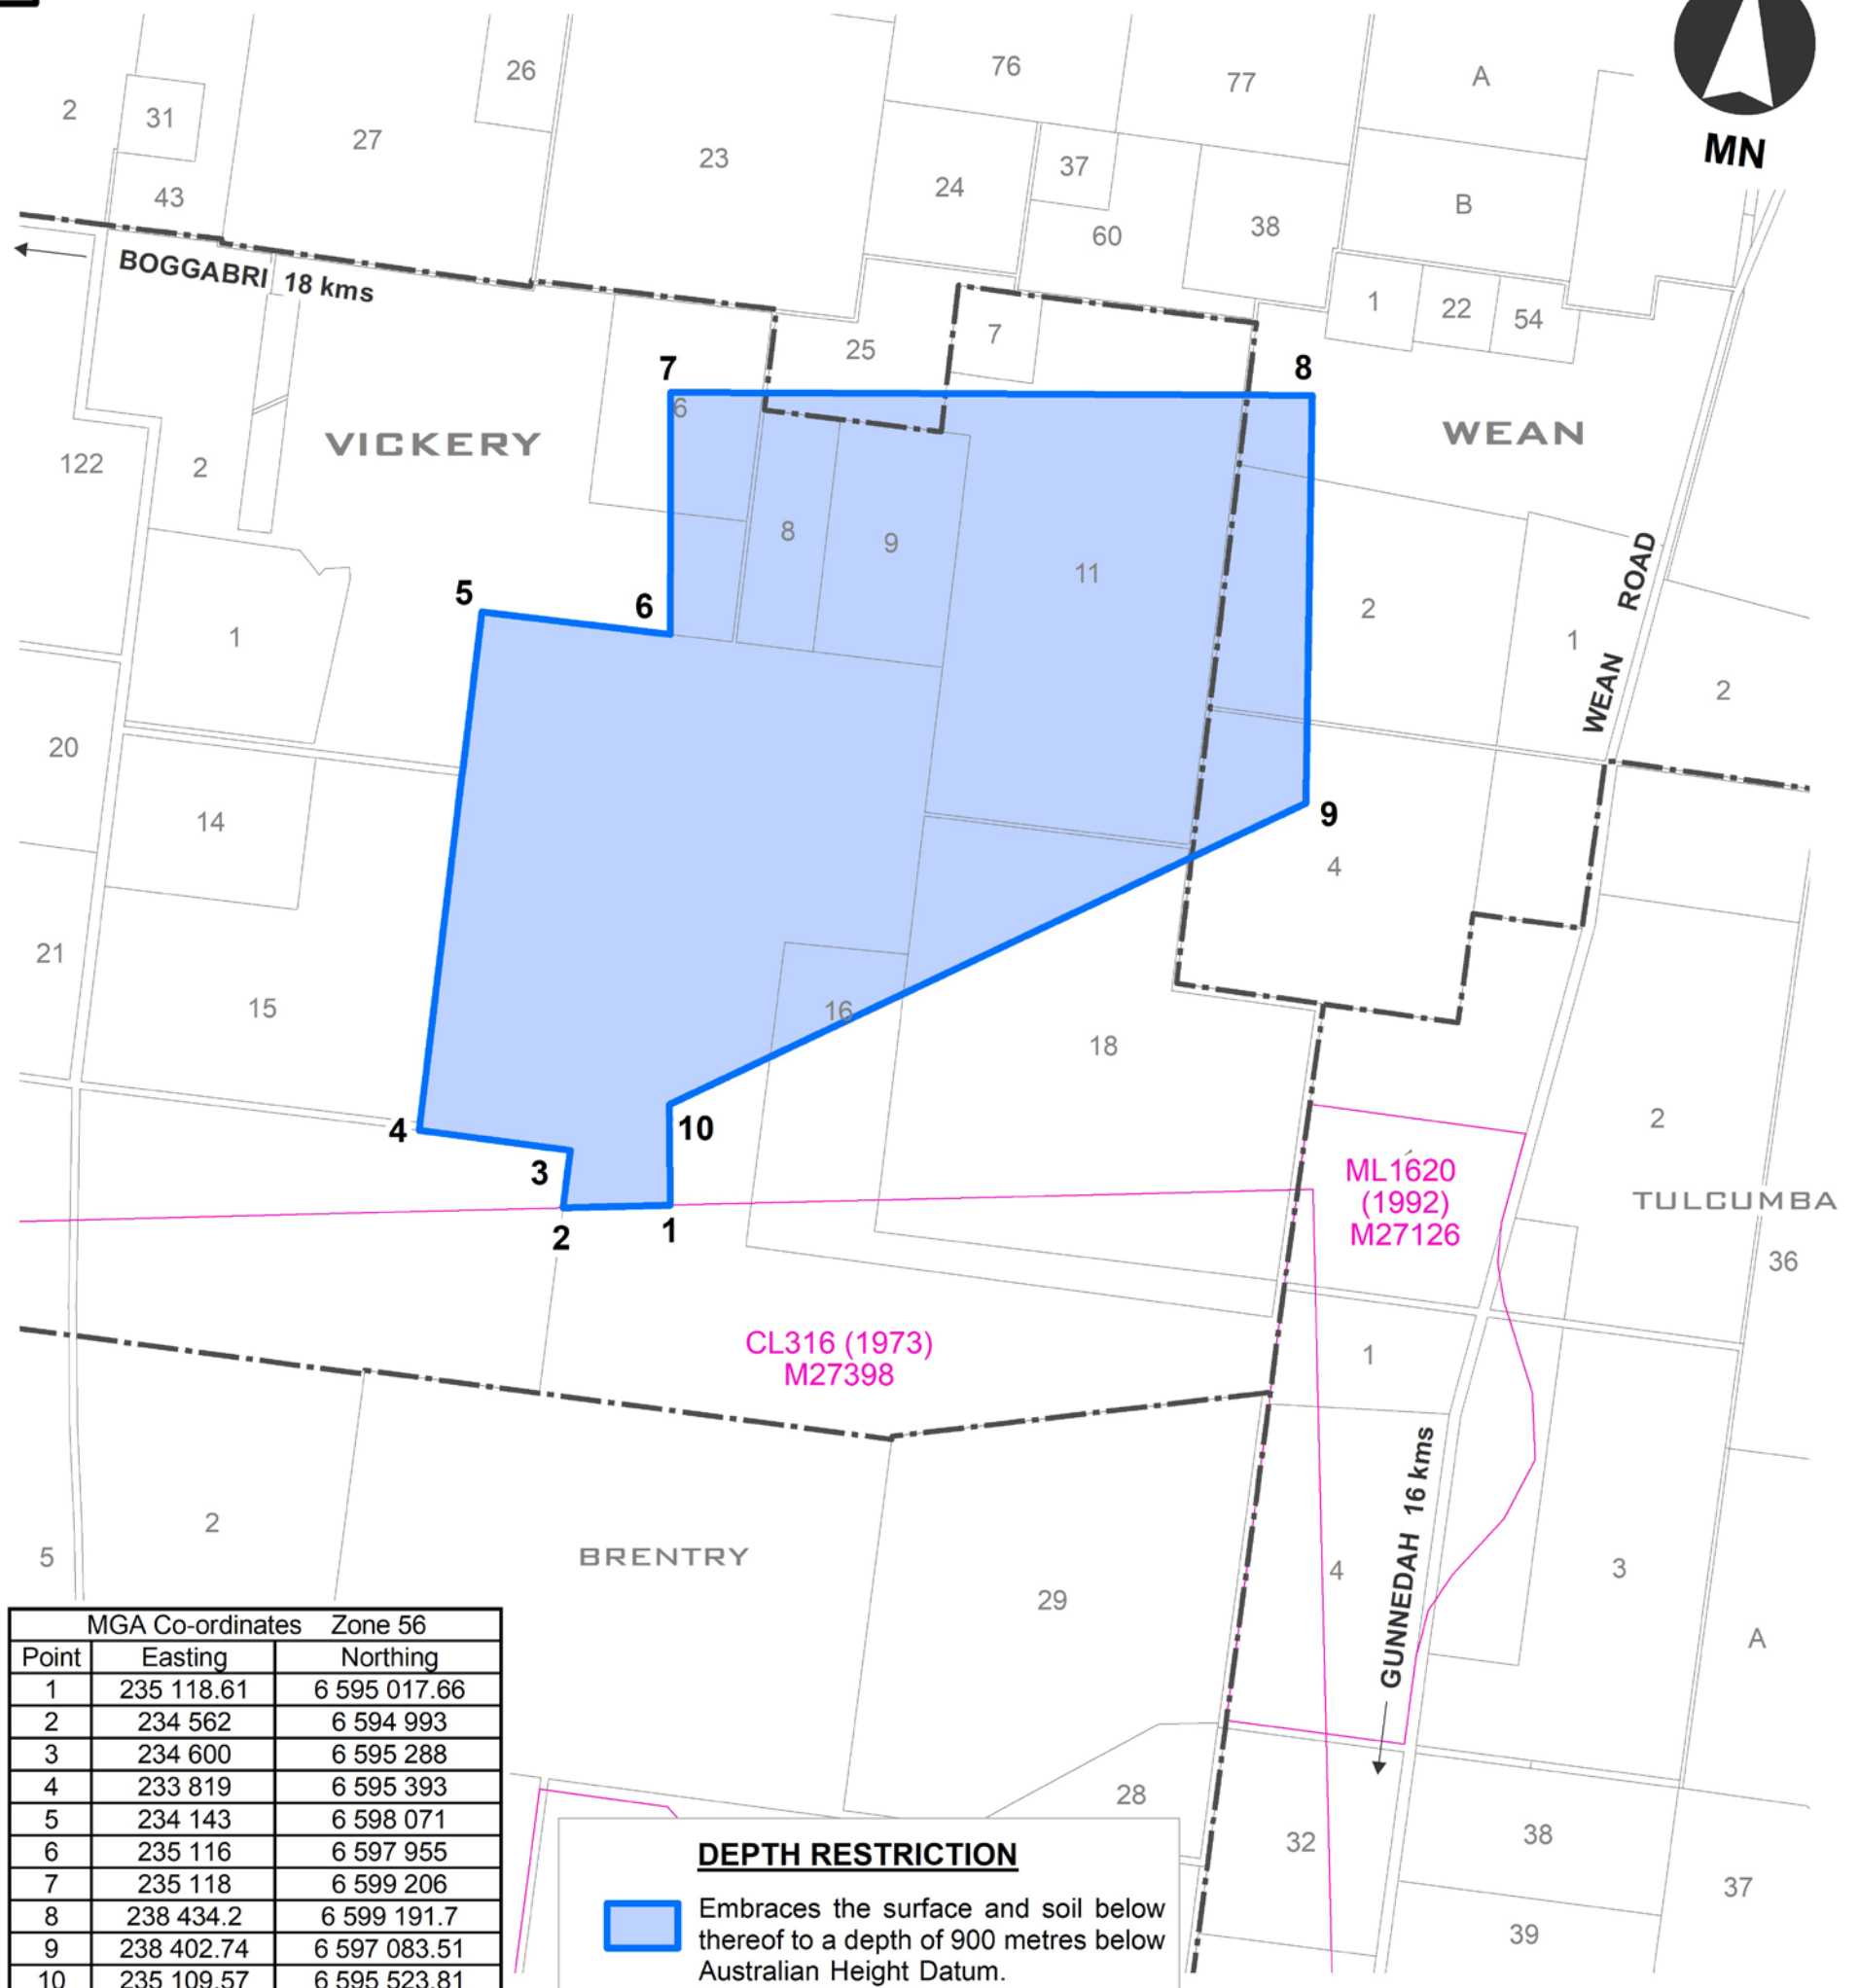 MN
26
76
77
A
2
31
27
23
24
37
B
43
60
38
BOGGABRI 18 kms
1
22
54
25
7
7
8
6
VICKERY
WEAN
122
2
8
9
11
5
6
2
1
WEAN ROAD
1
2
20
14
9
4
21
15
16
18
10
4
3
2
1
2
ML1620
(1992)
M27126
TULCUMBA
36
CL316 (1973)
M27398
1
GUNNEDAH 16 kms
2
5
BRENTRY
29
4
3
A
28
32
38
37
39
MGA Co-ordinates Zone 56
Point Easting Northing
1 235 118.61 6 595 017.66
2 234 562 6 594 993
3 234 600 6 595 288
4 233 819 6 595 393
5 234 143 6 598 071
6 235 116 6 597 955
7 235 118 6 599 206
8 238 434.2 6 599 191.7
9 238 402.74 6 597 083.51
10 235 109.57 6 595 523.81
DEPTH RESTRICTION
Embraces the surface and soil below
thereof to a depth of 900 metres below
Australian Height Datum.